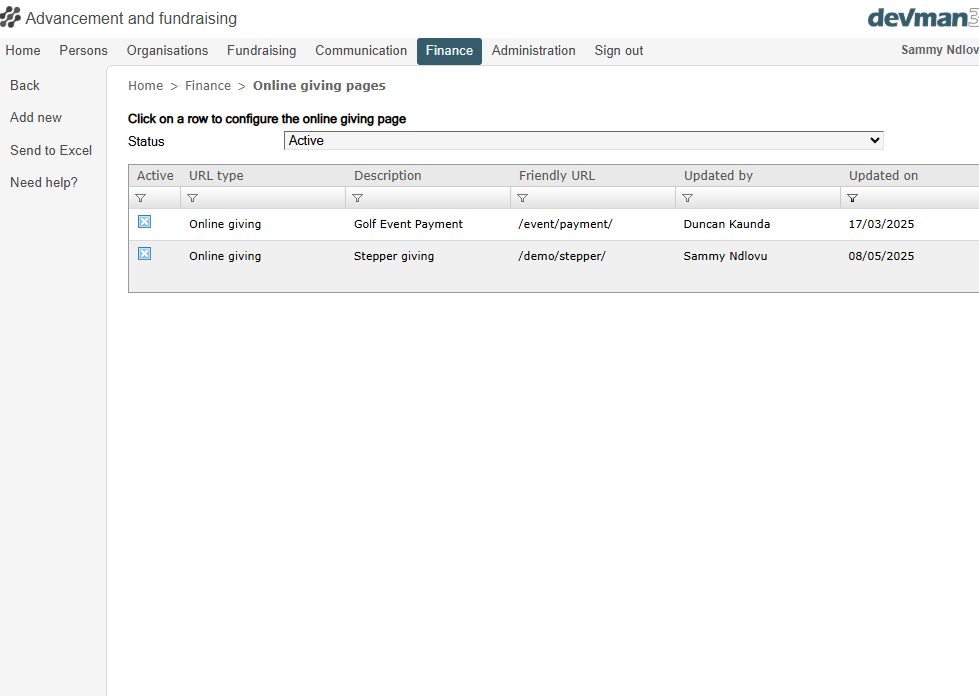 Advancement and fundraising
devman3
Home Persons Organisations Fundraising Communication Finance Administration Sign out
Sammy Ndlov
Back
Add new
Send to Excel
Need help?
Home > Finance > Online giving pages
Click on a row to configure the online giving page
Status Active
Active URL type Description Friendly URL Updated by Updated on
Online giving Golf Event Payment /event/payment/ Duncan Kaunda 17/03/2025
Online giving Stepper giving /demo/stepper/ Sammy Ndlovu 08/05/2025